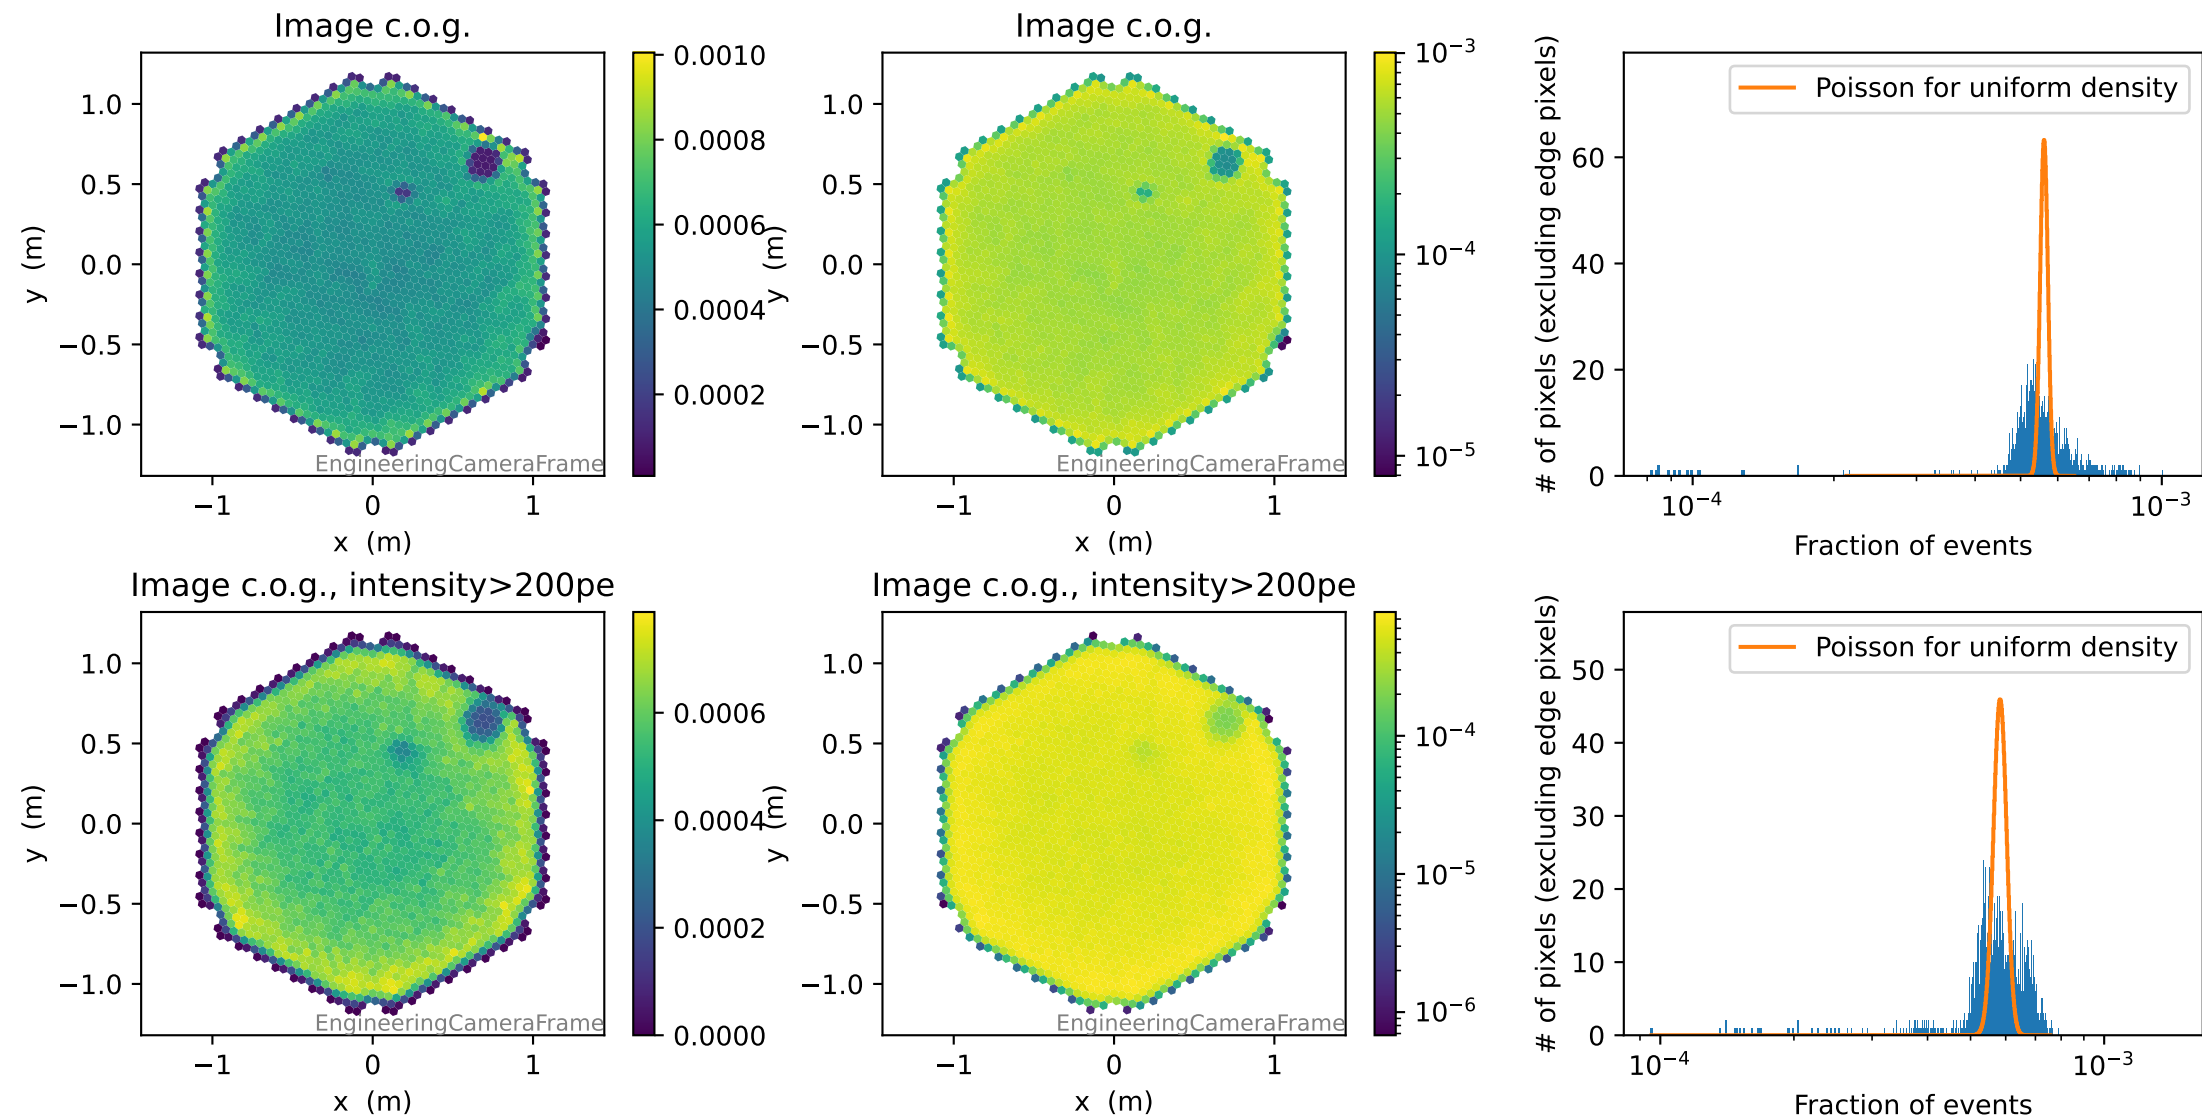 Image c.o.g.
1.0
0.5
0.0
−0.5
−1.0
y (m)
−1
0
1
x (m)
EngineeringCameraFrame
0.0010
0.0008
0.0006
0.0004
0.0002
Image c.o.g.
1.0
0.5
0.0
−0.5
−1.0
y (m)
−1
0
1
x (m)
EngineeringCameraFrame
10−3
10−4
10−5
# of pixels (excluding edge pixels)
60
40
20
0
Poisson for uniform density
10−4
10−3
Fraction of events
Image c.o.g., intensity>200pe
1.0
0.5
0.0
−0.5
−1.0
y (m)
−1
0
1
x (m)
EngineeringCameraFrame
0.0006
0.0004
0.0002
0.0000
Image c.o.g., intensity>200pe
1.0
0.5
0.0
−0.5
−1.0
y (m)
−1
0
1
x (m)
EngineeringCameraFrame
10−4
10−5
10−6
# of pixels (excluding edge pixels)
50
40
30
20
10
0
Poisson for uniform density
10−4
10−3
Fraction of events